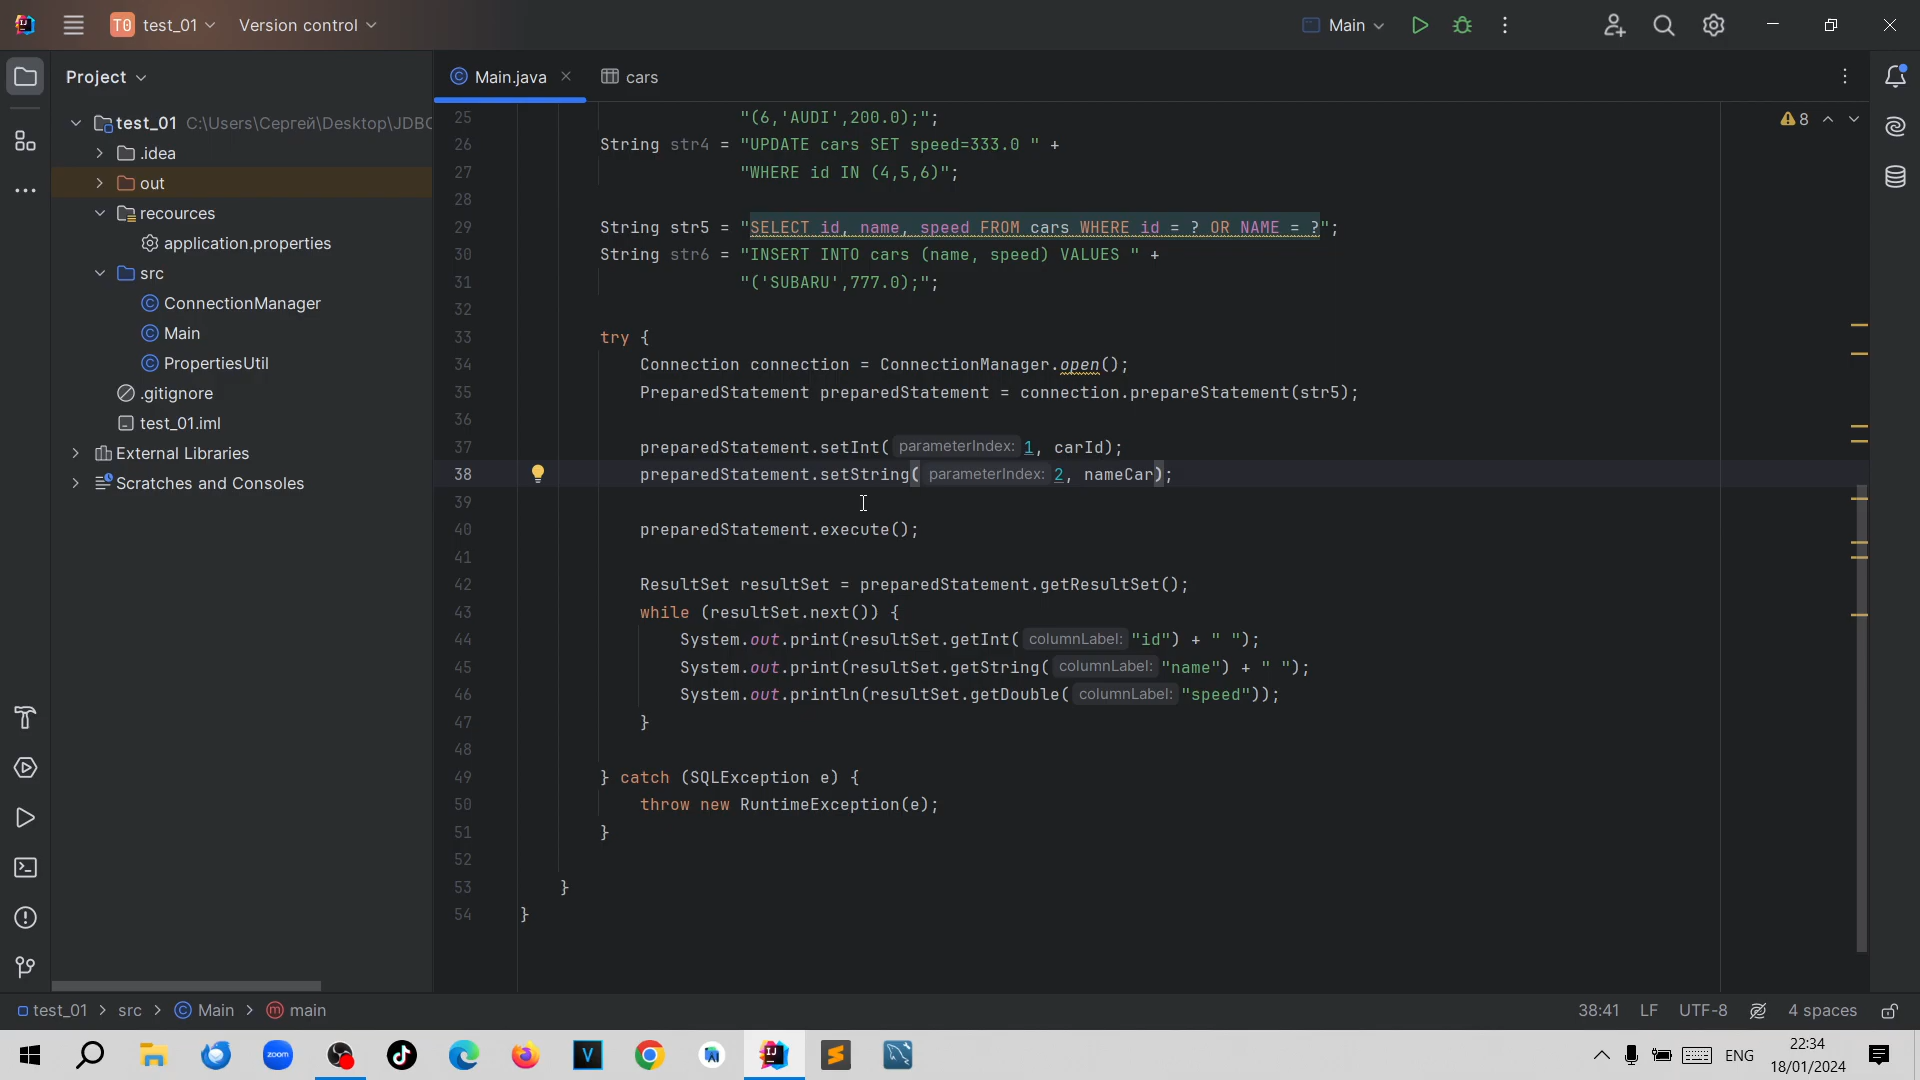 T0 test_01 Version control Main
Project
Main.java cars
test_01 C:\Users\Сергей\Desktop\JDBC
.idea
out
recources
application.properties
src
ConnectionManager
Main
PropertiesUtil
.gitignore
test_01.iml
External Libraries
Scratches and Consoles
8
25 "(6,'AUDI',200.0);";
26 String str4 = "UPDATE cars SET speed=333.0 " +
27 "WHERE id IN (4,5,6)";
28
29 String str5 = "SELECT id, name, speed FROM cars WHERE id = ? OR NAME = ?";
30 String str6 = "INSERT INTO cars (name, speed) VALUES " +
31 "('SUBARU',777.0);";
32
33 try {
34 Connection connection = ConnectionManager.open();
35 PreparedStatement preparedStatement = connection.prepareStatement(str5);
36
37 preparedStatement.setInt( parameterIndex: 1, carId);
38 preparedStatement.setString( parameterIndex: 2, nameCar);
39
40 preparedStatement.execute();
41
42 ResultSet resultSet = preparedStatement.getResultSet();
43 while (resultSet.next()) {
44 System.out.print(resultSet.getInt( columnLabel: "id") + " ");
45 System.out.print(resultSet.getString( columnLabel: "name") + " ");
46 System.out.println(resultSet.getDouble( columnLabel: "speed"));
47 }
48
49 } catch (SQLException e) {
50 throw new RuntimeException(e);
51 }
52
53 }
54 }
test_01 > src > Main > main 38:41 LF UTF-8 4 spaces
zoom V IJ ENG
22:34
18/01/2024